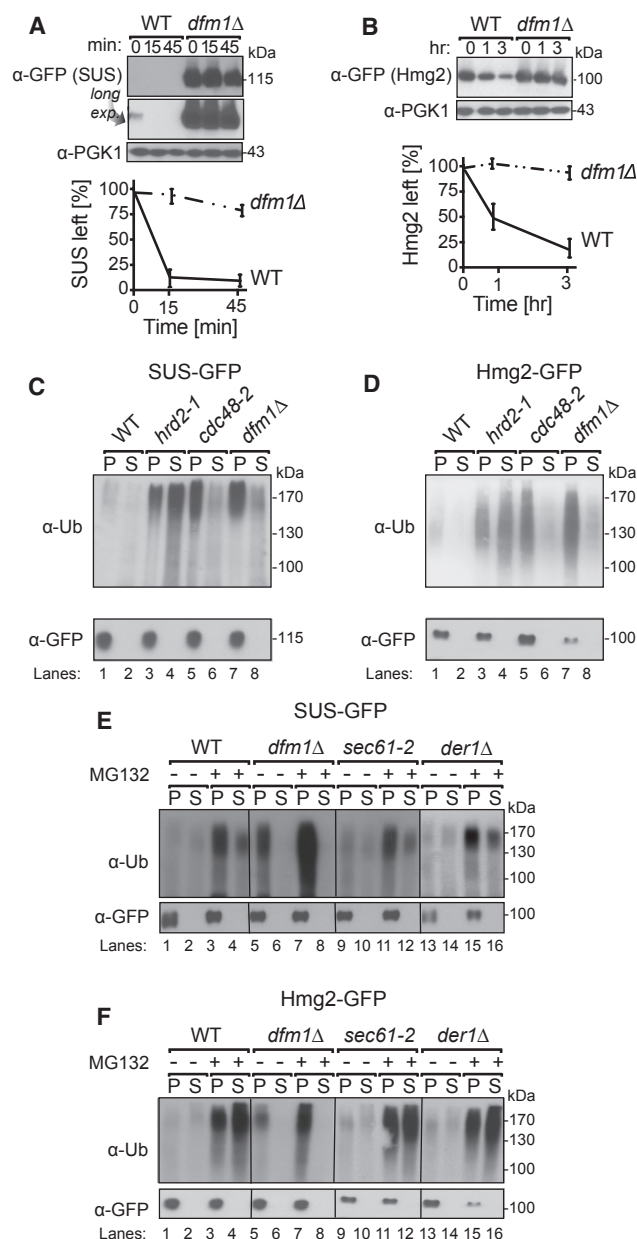 A
WT dfm1Δ
min: 0 15 45 0 15 45 kDa
α-GFP (SUS) -115
long
exp.
α-PGK1 -43
SUS left [%]
100
75
50
25
0
dfm1Δ
WT
0 15 45
Time [min]
B
WT dfm1Δ
hr: 0 1 3 0 1 3 kDa
α-GFP (Hmg2) -100
α-PGK1 -43
Hmg2 left [%]
100
75
50
25
0
dfm1Δ
WT
0 1 3
Time [hr]
C
SUS-GFP
WT hrd2-1 cdc48-2 dfm1Δ
P S P S P S P S kDa
α-Ub
-170
-130
-100
α-GFP -115
Lanes: 1 2 3 4 5 6 7 8
D
Hmg2-GFP
WT hrd2-1 cdc48-2 dfm1Δ
P S P S P S P S kDa
α-Ub
-170
-130
-100
α-GFP -100
Lanes: 1 2 3 4 5 6 7 8
E
SUS-GFP
WT dfm1Δ sec61-2 der1Δ
MG132 - - + + - - + + - - + + - - + +
P S P S P S P S P S P S P S P S kDa
α-Ub
-170
-130
-100
α-GFP -100
Lanes: 1 2 3 4 5 6 7 8 9 10 11 12 13 14 15 16
F
Hmg2-GFP
WT dfm1Δ sec61-2 der1Δ
MG132 - - + + - - + + - - + + - - + +
P S P S P S P S P S P S P S P S kDa
α-Ub
-170
-130
-100
α-GFP -100
Lanes: 1 2 3 4 5 6 7 8 9 10 11 12 13 14 15 16